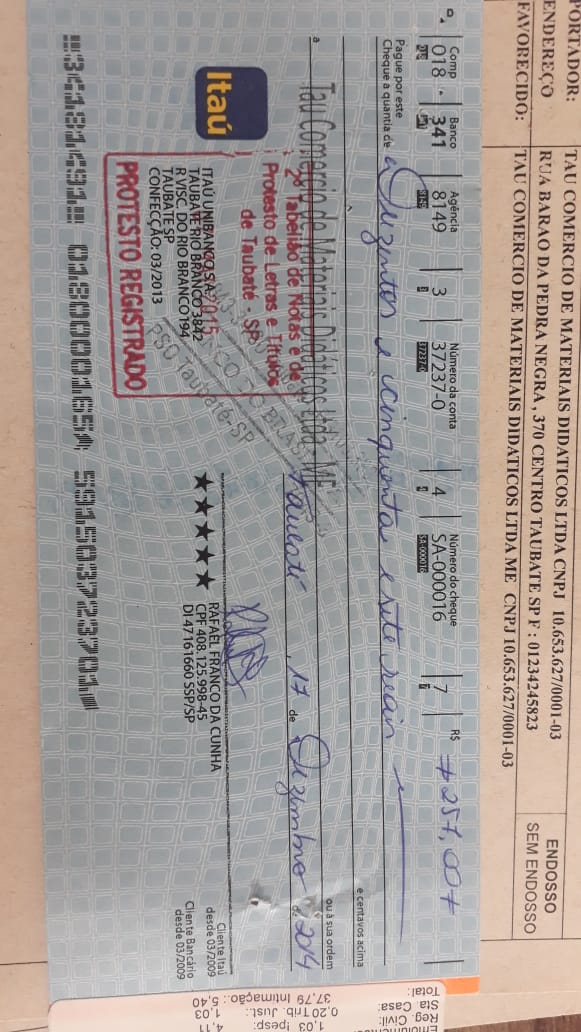 PORTADOR: TAU COMERCIO DE MATERIAIS DIDATICOS LTDA CNPJ 10.653.627/0001-03
ENDEREÇO RUA BARAO DA PEDRA NEGRA , 370 CENTRO TAUBATE SP F : 01234245823
ENDOSSO
FAVORECIDO: TAU COMERCIO DE MATERIAIS DIDATICOS LTDA ME CNPJ 10.653.627/0001-03
SEM ENDOSSO
Comp Banco Agência Número da conta Número do cheque R$
018 341 8149 3 37237-0 4 SA-000016 7 #257,00#
37237-0 SA-000016
Pague por este
Cheque a quantia de Duzentos e cinquenta e sete reais
e centavos acima
a Tau Comercio de Materiais Didáticos Ltda. ME
ou à sua ordem
Taubaté, 17 de Dezembro de 2014
Itaú
2º Tabelião de Notas e de
Protesto de Letras e Títulos
de Taubaté - SP
PROTESTO REGISTRADO
PSO Taubaté-SP
ITAÚ UNIBANCO S.A.
TAUBATÉ RIO BRANCO 3842
R VISC DO RIO BRANCO 194
TAUBATE SP
CONFECÇÃO: 03/2013
★★★★★
RAFAEL FRANCO DA CUNHA
CPF 408.125.998-45
DI 47161660 SSP/SP
Cliente Itaú
desde 03/2009
Cliente Bancário
desde 03/2009
34181491 0180000165 591503723701
Reg. Civil: 1,03 Ipesp: 4,11
Sta. Casa: 0,20 Trib. Just.: 1,03
Total: 37,79 Intimação:: 5,40